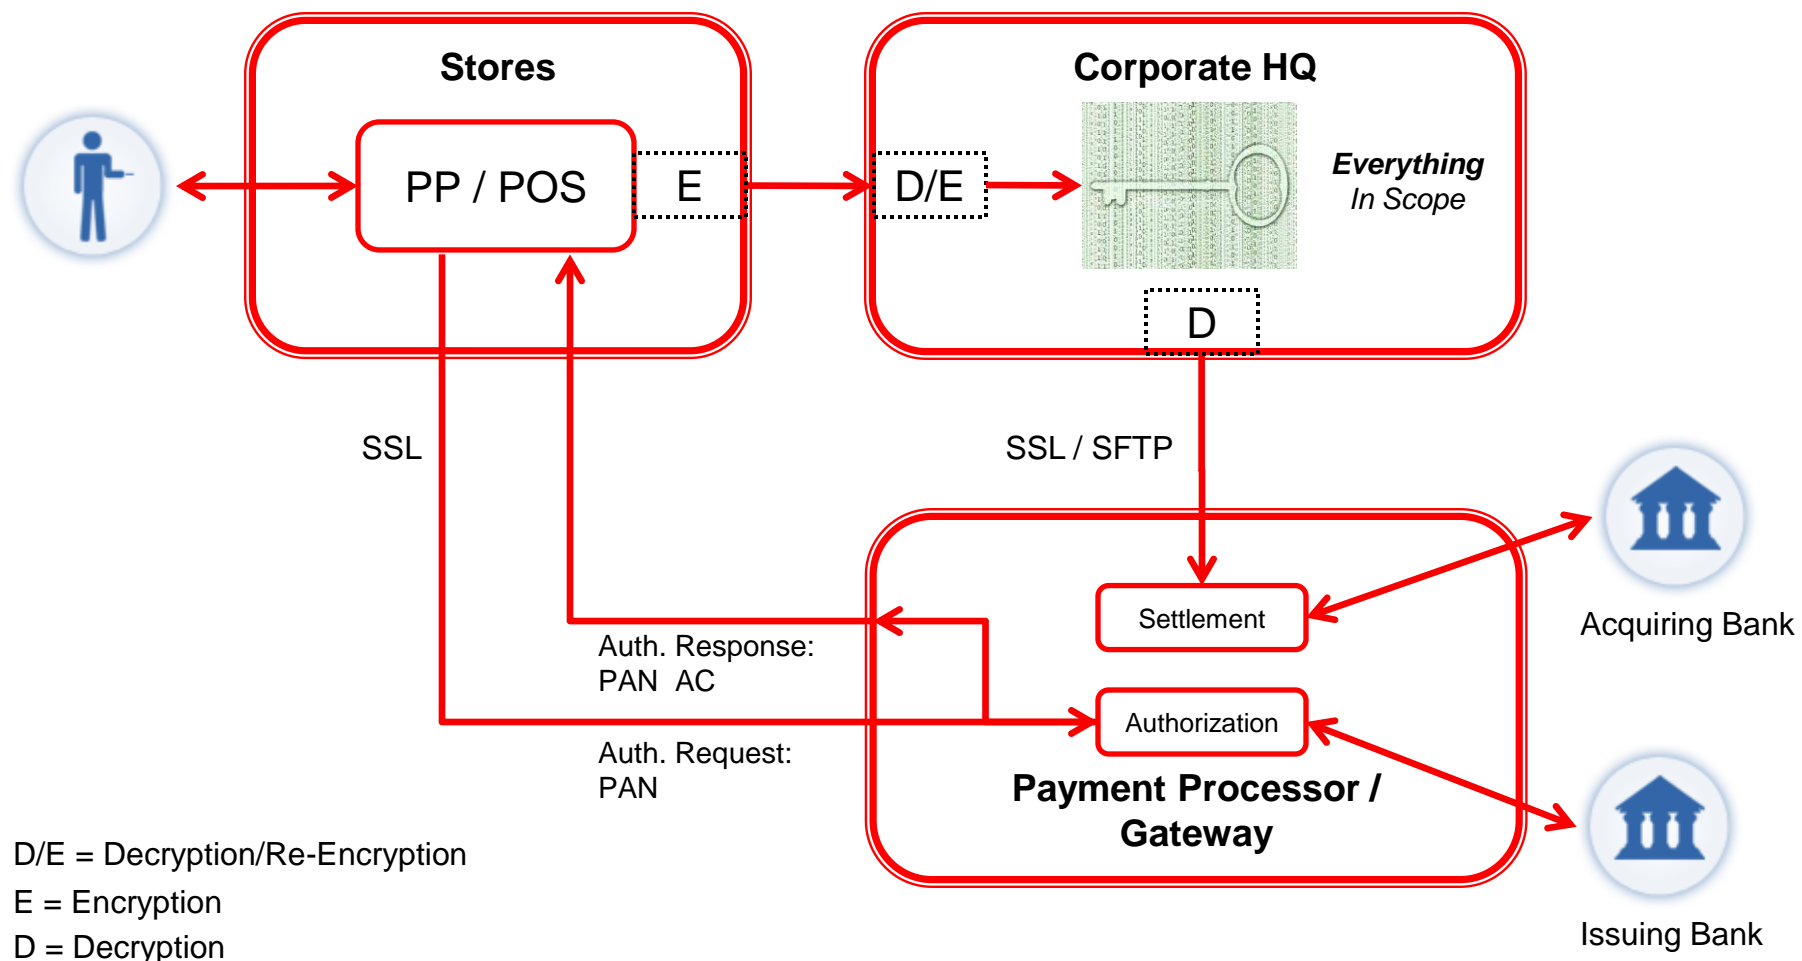 Stores
Corporate HQ
PP / POS
E
D/E
Everything
In Scope
D
SSL
SSL / SFTP
Settlement
Acquiring Bank
Auth. Response:
PAN AC
Authorization
Auth. Request:
PAN
Payment Processor /
Gateway
D/E = Decryption/Re-Encryption
E = Encryption
D = Decryption
Issuing Bank